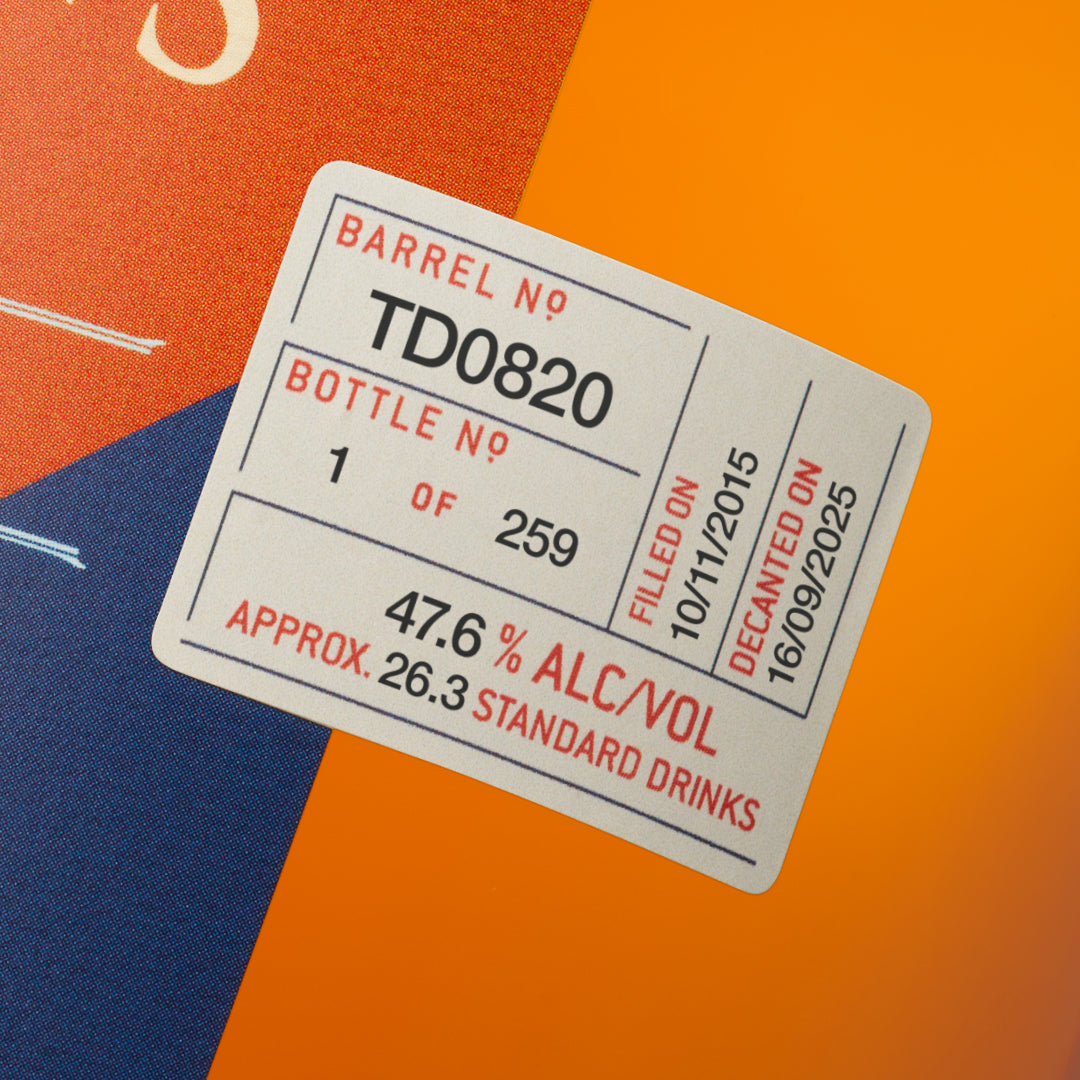 S
BARREL Nº
TD0820
BOTTLE Nº
1 OF 259
FILLED ON
10/11/2015
DECANTED ON
16/09/2025
47.6 % ALC/VOL
APPROX. 26.3 STANDARD DRINKS